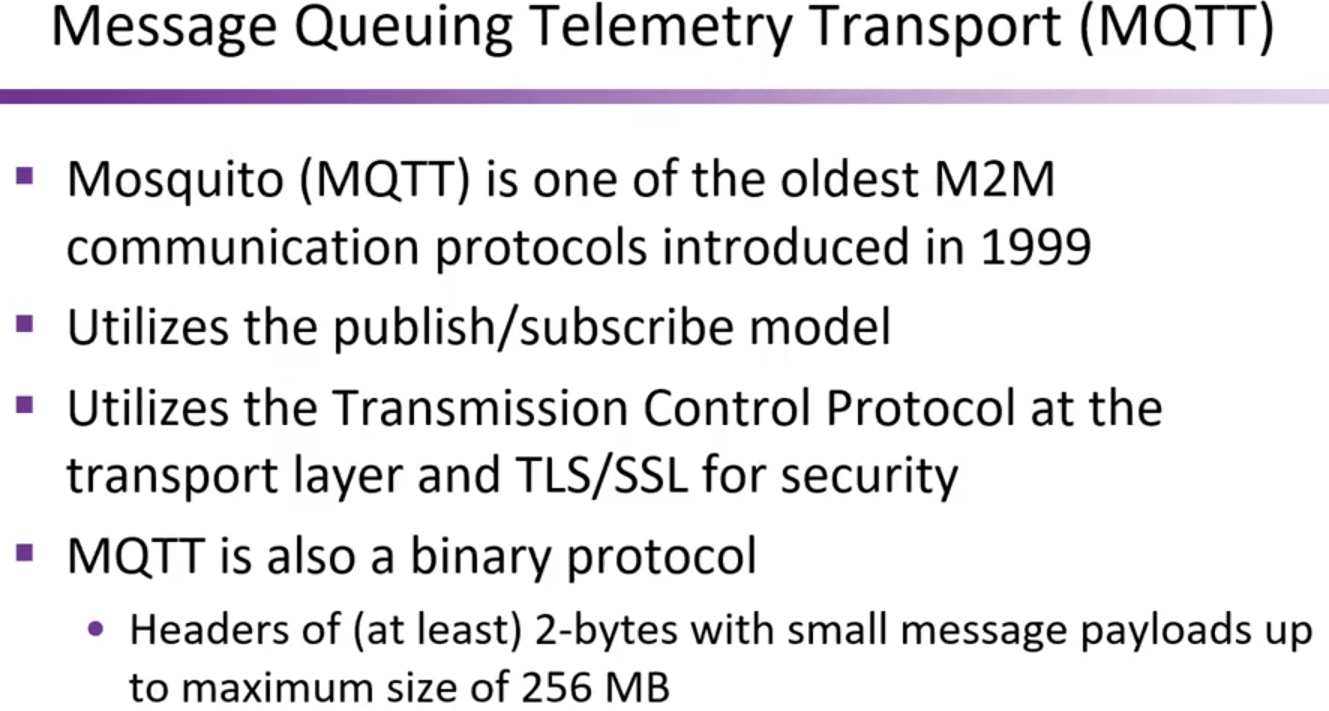 Message Queuing Telemetry Transport (MQTT)
Mosquito (MQTT) is one of the oldest M2M
communication protocols introduced in 1999
Utilizes the publish/subscribe model
Utilizes the Transmission Control Protocol at the
transport layer and TLS/SSL for security
MQTT is also a binary protocol
Headers of (at least) 2-bytes with small message payloads up
to maximum size of 256 MB